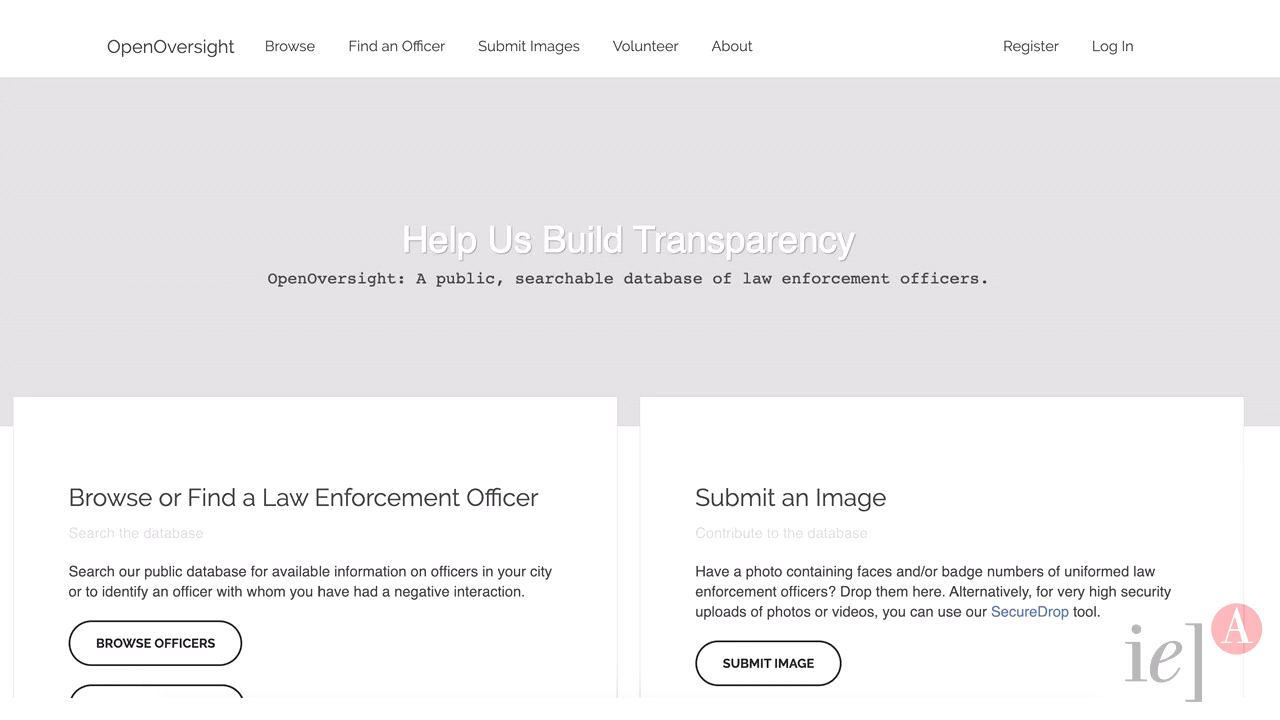 OpenOversight Browse Find an Officer Submit Images Volunteer About Register Log In
Help Us Build Transparency
OpenOversight: A public, searchable database of law enforcement officers.
Browse or Find a Law Enforcement Officer
Search the database
Search our public database for available information on officers in your city
or to identify an officer with whom you have had a negative interaction.
BROWSE OFFICERS
Submit an Image
Contribute to the database
Have a photo containing faces and/or badge numbers of uniformed law
enforcement officers? Drop them here. Alternatively, for very high security
uploads of photos or videos, you can use our SecureDrop tool.
SUBMIT IMAGE
ie] A